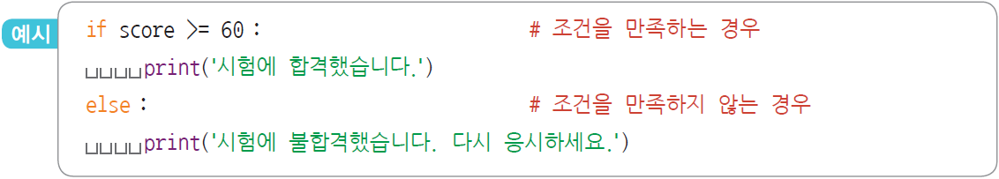 예시
if score >= 60 : # 조건을 만족하는 경우
␣␣␣␣print('시험에 합격했습니다.')
else : # 조건을 만족하지 않는 경우
␣␣␣␣print('시험에 불합격했습니다. 다시 응시하세요.')